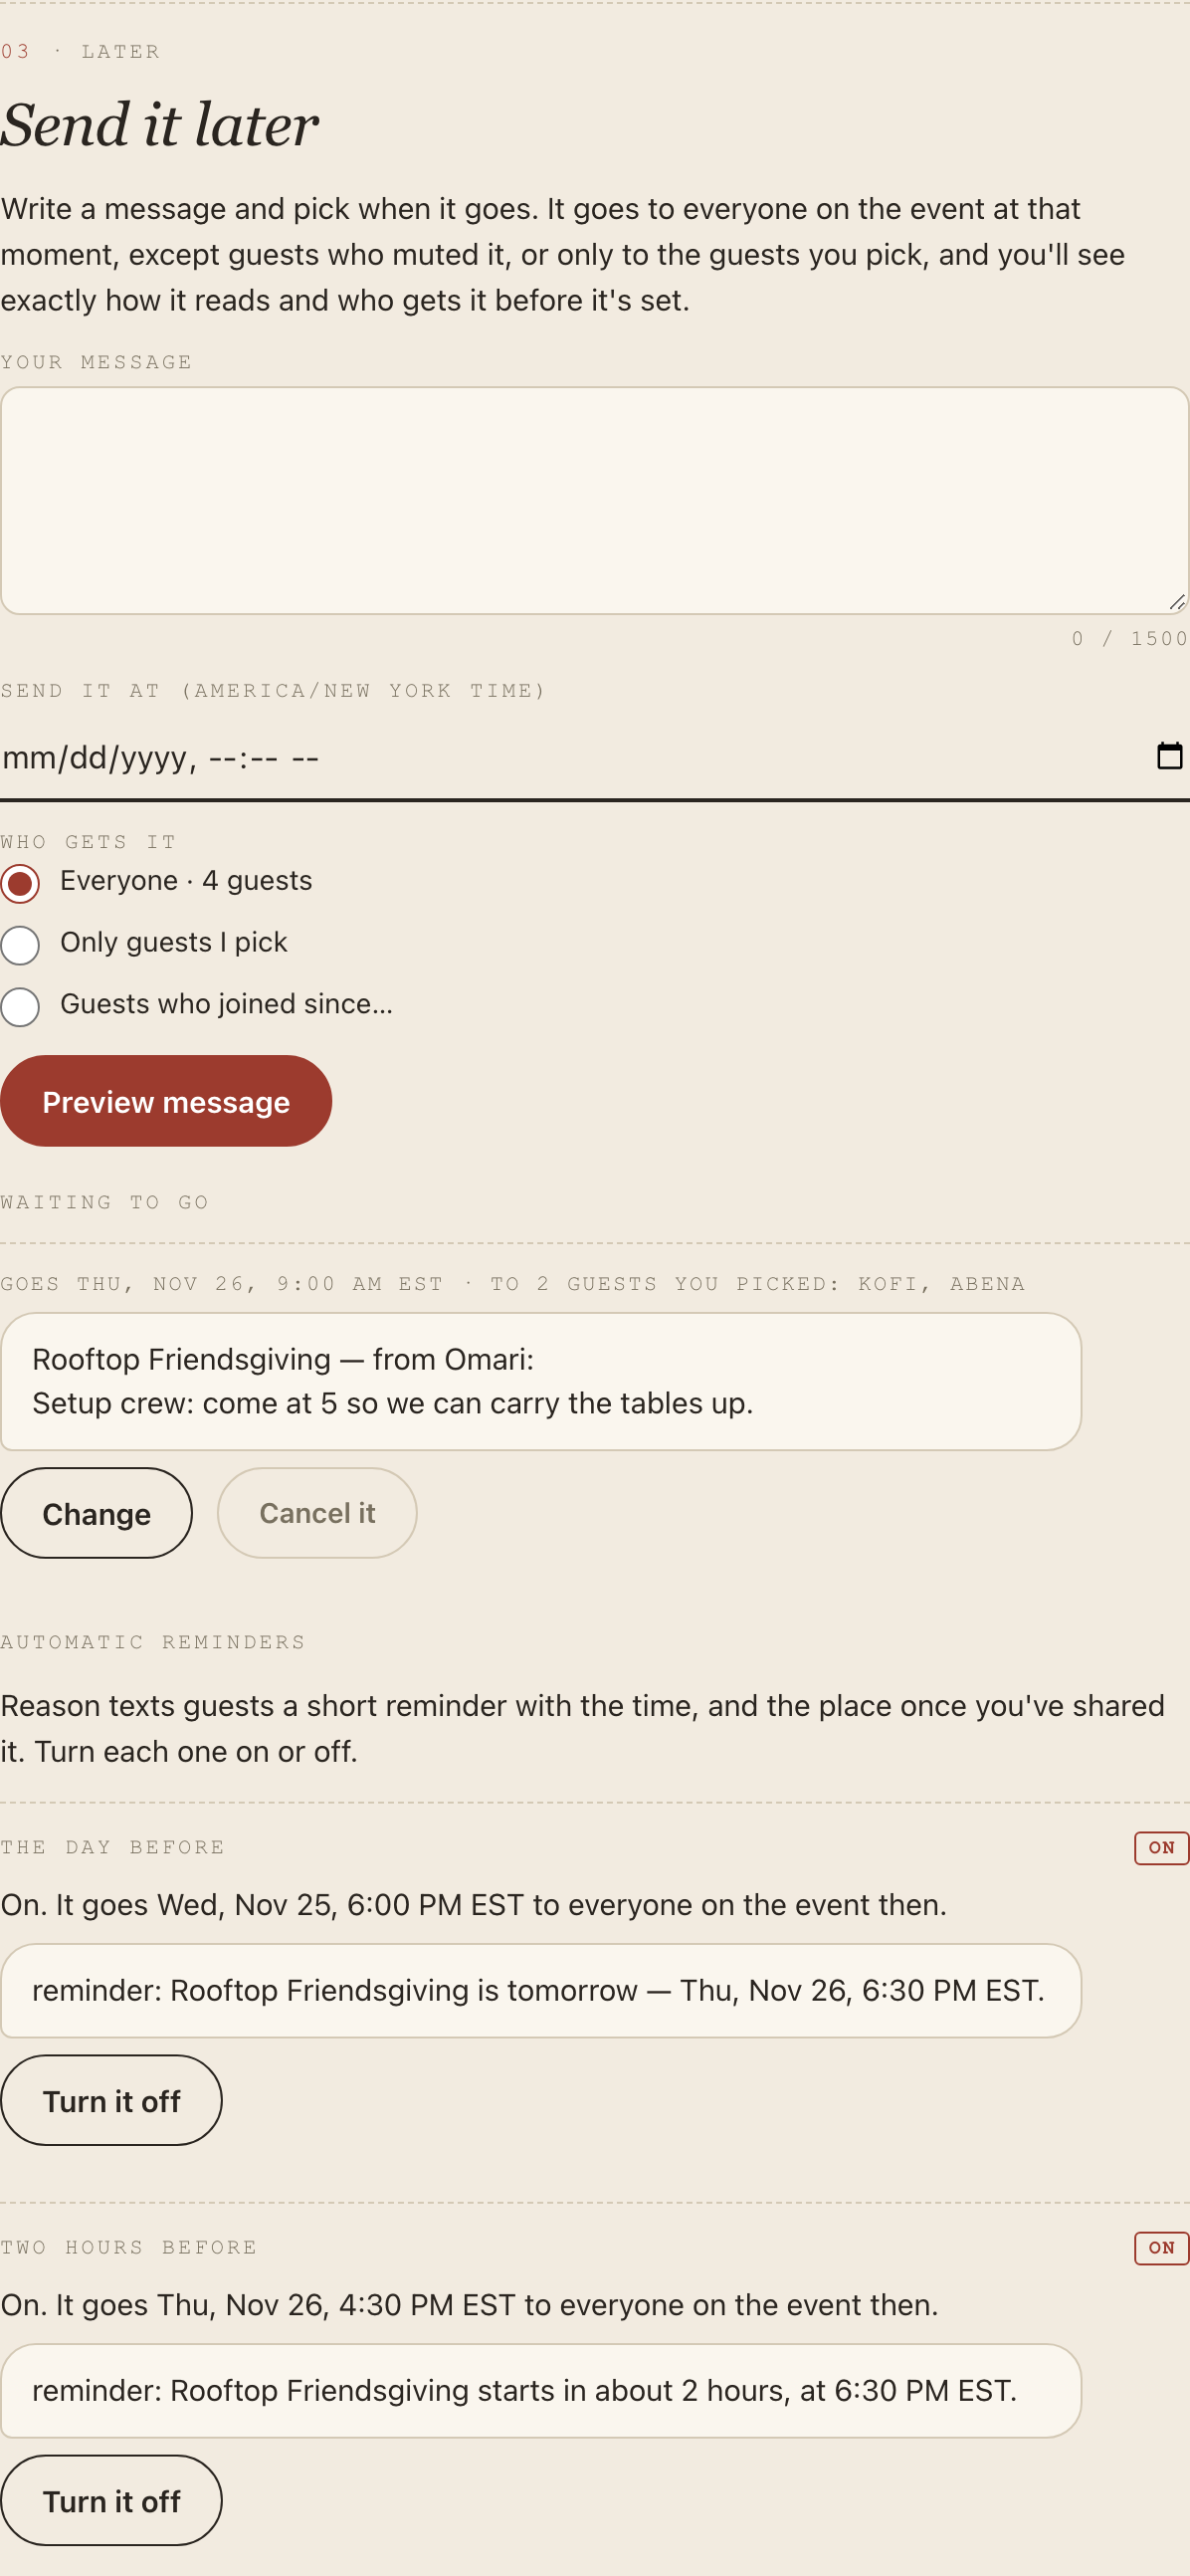 03 · LATER
Send it later
Write a message and pick when it goes. It goes to everyone on the event at that
moment, except guests who muted it, or only to the guests you pick, and you'll see
exactly how it reads and who gets it before it's set.
YOUR MESSAGE
0 / 1500
SEND IT AT (AMERICA/NEW YORK TIME)
mm/dd/yyyy, --:-- --
WHO GETS IT
Everyone · 4 guests
Only guests I pick
Guests who joined since…
Preview message
WAITING TO GO
GOES THU, NOV 26, 9:00 AM EST · TO 2 GUESTS YOU PICKED: KOFI, ABENA
Rooftop Friendsgiving — from Omari:
Setup crew: come at 5 so we can carry the tables up.
Change
Cancel it
AUTOMATIC REMINDERS
Reason texts guests a short reminder with the time, and the place once you've shared
it. Turn each one on or off.
THE DAY BEFORE
ON
On. It goes Wed, Nov 25, 6:00 PM EST to everyone on the event then.
reminder: Rooftop Friendsgiving is tomorrow — Thu, Nov 26, 6:30 PM EST.
Turn it off
TWO HOURS BEFORE
ON
On. It goes Thu, Nov 26, 4:30 PM EST to everyone on the event then.
reminder: Rooftop Friendsgiving starts in about 2 hours, at 6:30 PM EST.
Turn it off